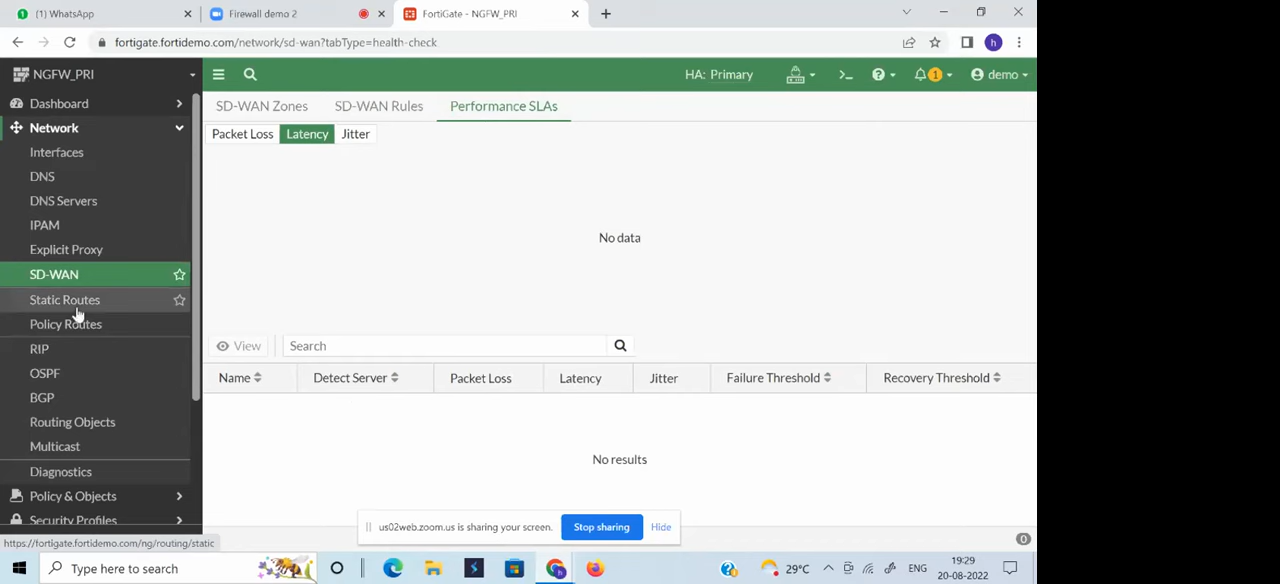 (1) WhatsApp
Firewall demo 2
FortiGate - NGFW_PRI
fortigate.fortidemo.com/network/sd-wan?tabType=health-check
h
NGFW_PRI
HA: Primary
1
demo
Dashboard
Network
Interfaces
DNS
DNS Servers
IPAM
Explicit Proxy
SD-WAN
Static Routes
Policy Routes
RIP
OSPF
BGP
Routing Objects
Multicast
Diagnostics
Policy & Objects
Security Profiles
SD-WAN Zones SD-WAN Rules Performance SLAs
Packet Loss Latency Jitter
No data
View Search
Name Detect Server Packet Loss Latency Jitter Failure Threshold Recovery Threshold
No results
us02web.zoom.us is sharing your screen. Stop sharing Hide
https://fortigate.fortidemo.com/ng/routing/static
0
Type here to search
29°C
ENG
19:29
20-08-2022